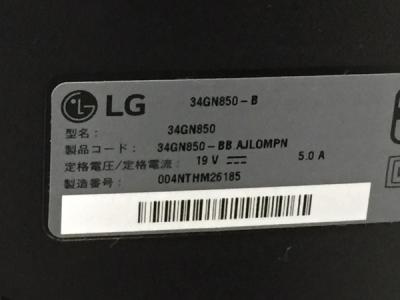 LG 34GN850-B
型名: 34GN850
製品コード: 34GN850-BB.AJLOMPN
定格電圧/定格電流: 19 V ⎓ 5.0 A
製造番号: 004NTHM26185